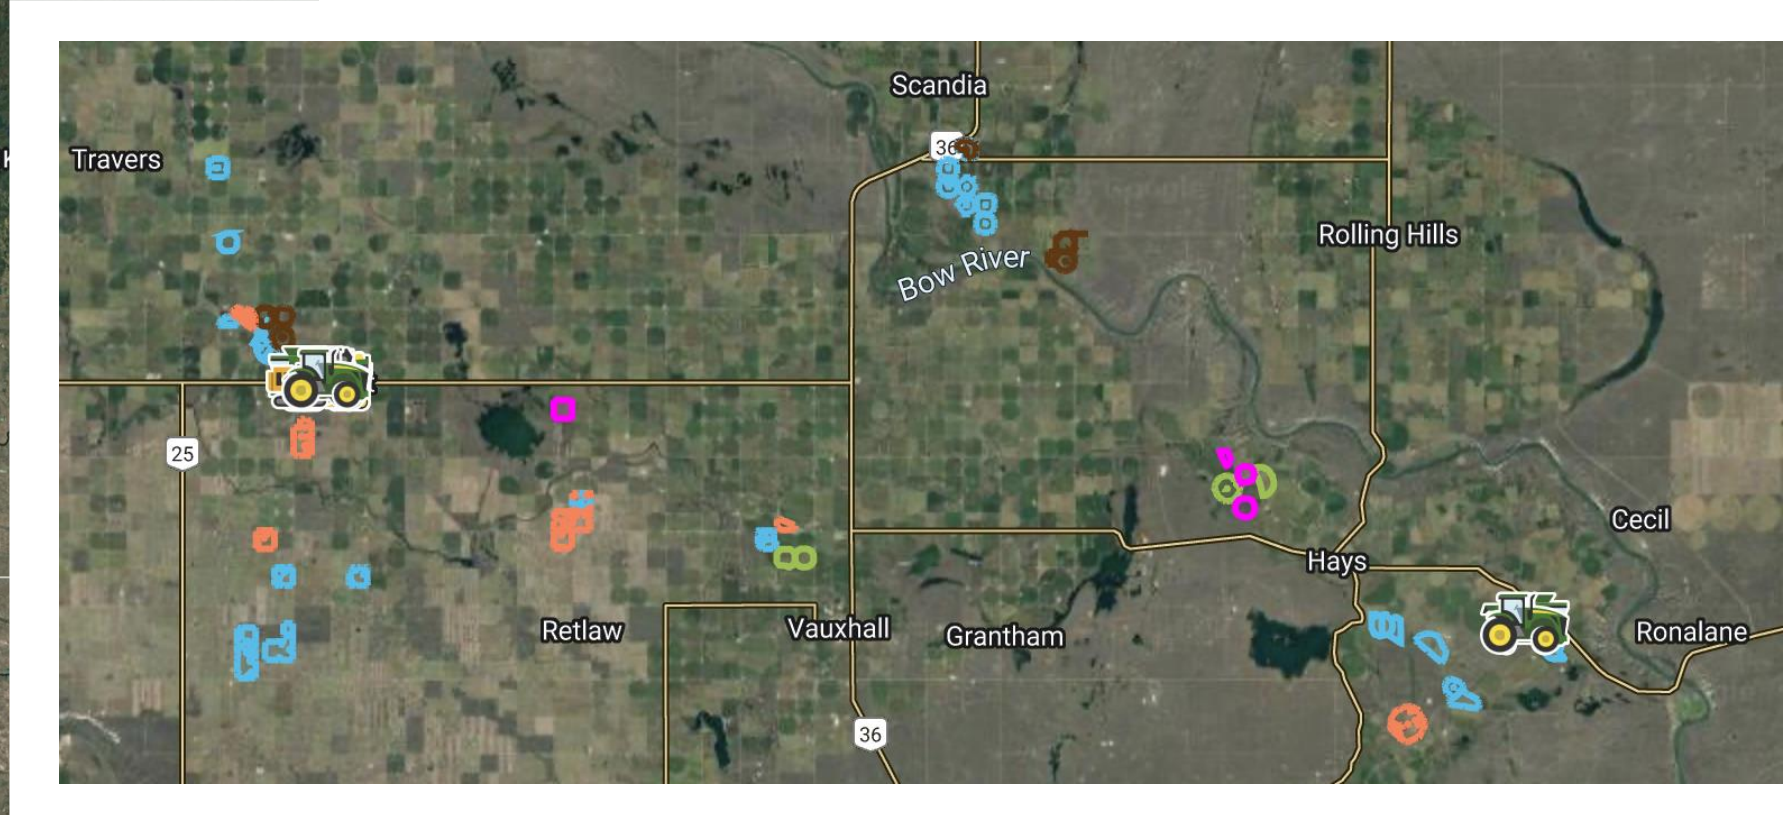 Scandia
36
Travers
Rolling Hills
Bow River
25
Cecil
Hays
Retlaw
Vauxhall
Grantham
Ronalane
36